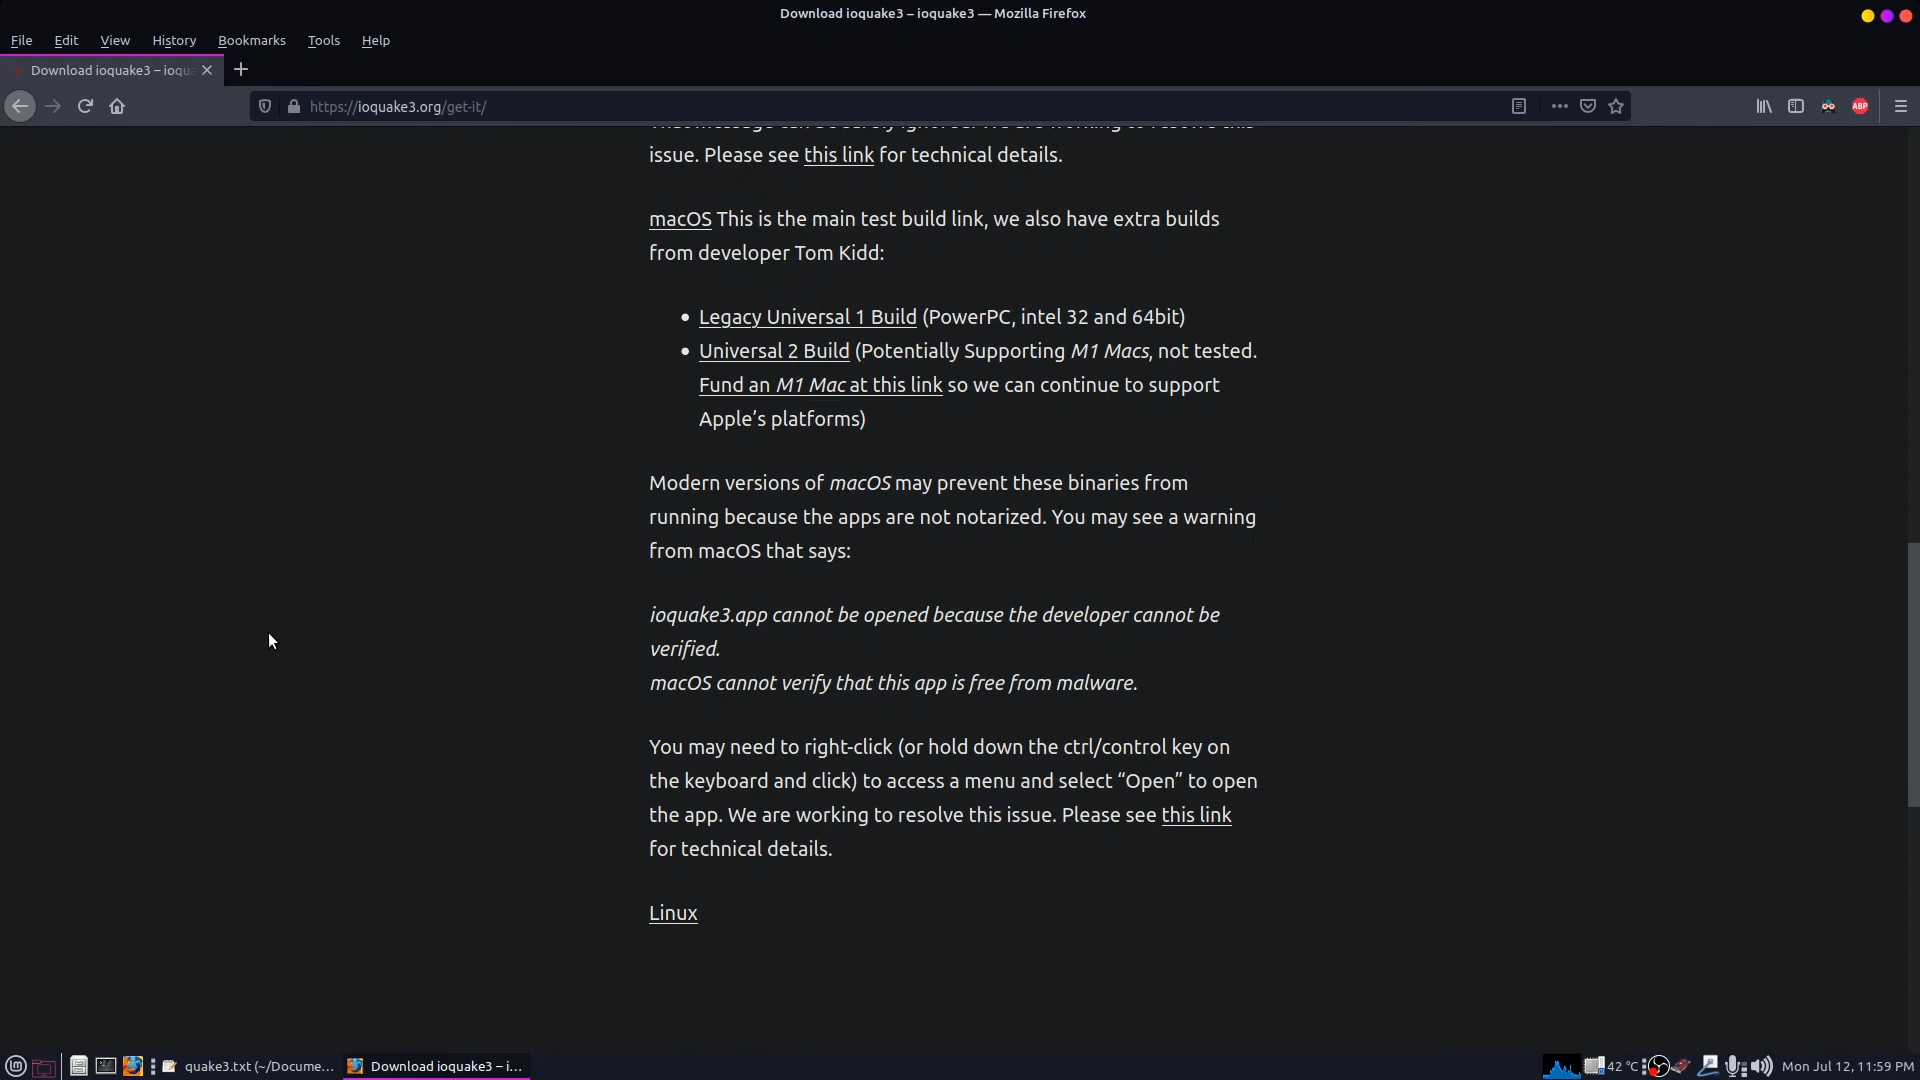 Download ioquake3 – ioquake3 — Mozilla Firefox
File Edit View History Bookmarks Tools Help
Download ioquake3 – ioqua
https://ioquake3.org/get-it/
ABP
issue. Please see this link for technical details.
macOS This is the main test build link, we also have extra builds
from developer Tom Kidd:
• Legacy Universal 1 Build (PowerPC, intel 32 and 64bit)
• Universal 2 Build (Potentially Supporting M1 Macs, not tested.
Fund an M1 Mac at this link so we can continue to support
Apple’s platforms)
Modern versions of macOS may prevent these binaries from
running because the apps are not notarized. You may see a warning
from macOS that says:
ioquake3.app cannot be opened because the developer cannot be
verified.
macOS cannot verify that this app is free from malware.
You may need to right-click (or hold down the ctrl/control key on
the keyboard and click) to access a menu and select “Open” to open
the app. We are working to resolve this issue. Please see this link
for technical details.
Linux
quake3.txt (~/Docume... Download ioquake3 – i... 42 °C Mon Jul 12, 11:59 PM